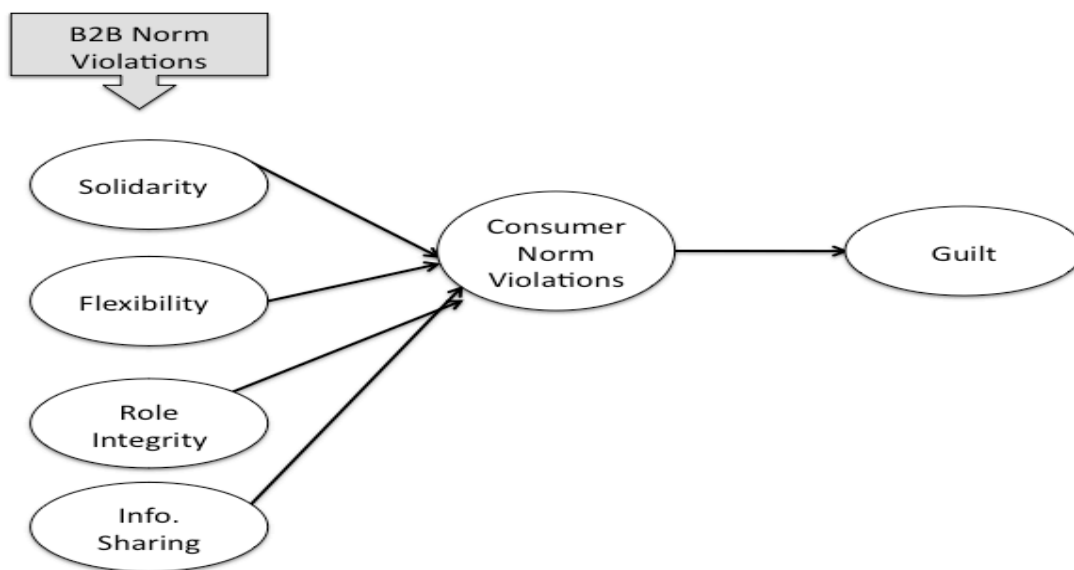 B2B Norm
Violations
Solidarity
Flexibility
Role
Integrity
Info.
Sharing
Consumer
Norm
Violations
Guilt